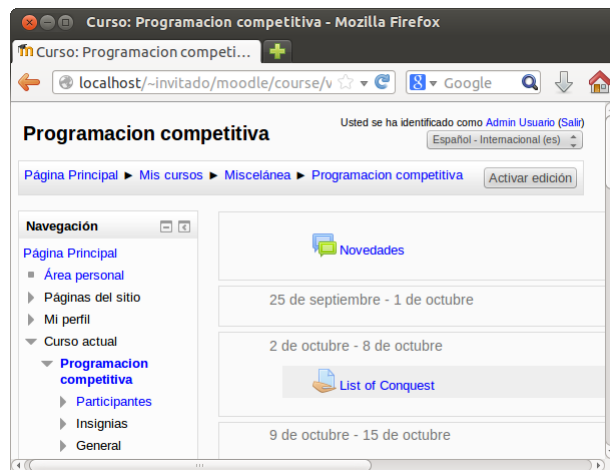 Curso: Programacion competitiva - Mozilla Firefox
Curso: Programacion competi...
localhost/~invitado/moodle/course/v
Google
Programacion competitiva
Usted se ha identificado como Admin Usuario (Salir)
Español - Internacional (es)
Página Principal ► Mis cursos ► Miscelánea ► Programacion competitiva
Activar edición
Navegación
Página Principal
Área personal
Páginas del sitio
Mi perfil
Curso actual
Programacion
competitiva
Participantes
Insignias
General
Novedades
25 de septiembre - 1 de octubre
2 de octubre - 8 de octubre
List of Conquest
9 de octubre - 15 de octubre